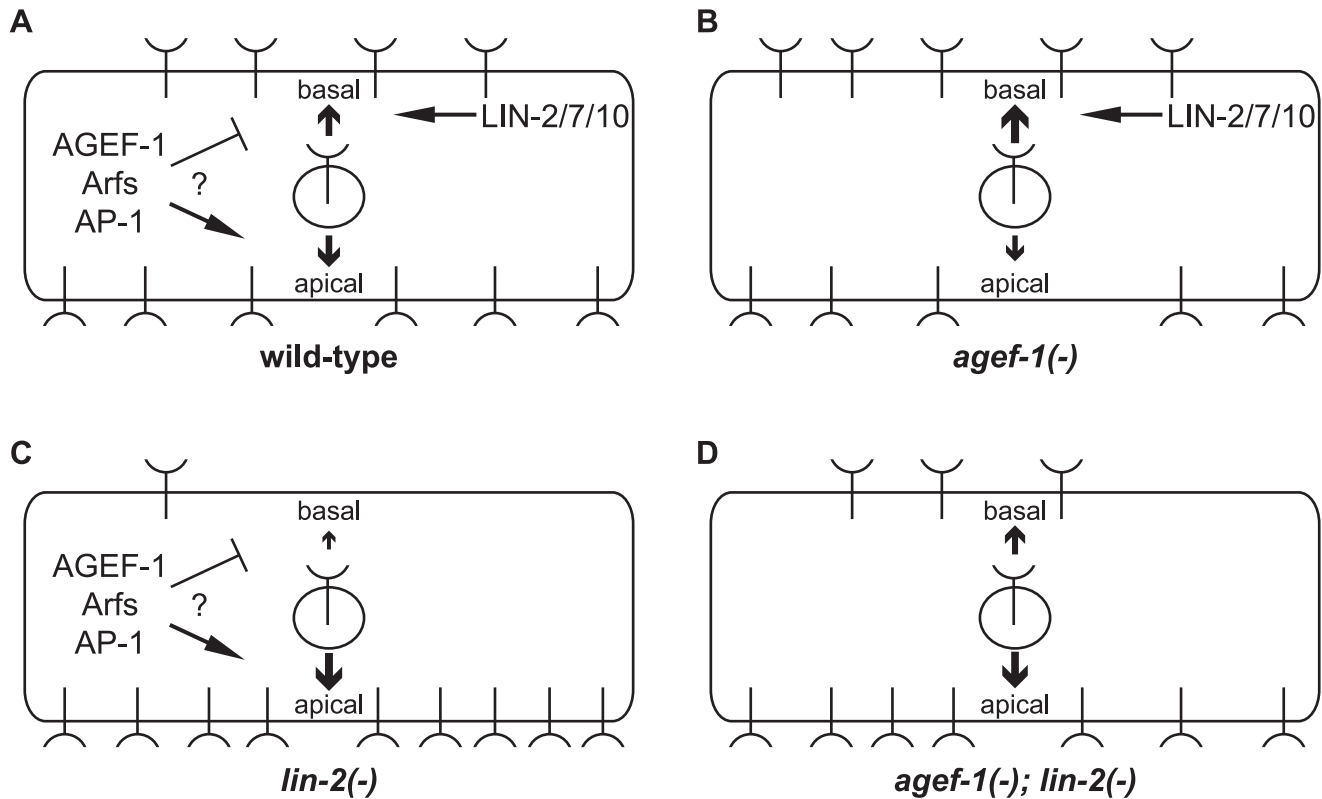 A
basal
LIN-2/7/10
AGEF-1
Arfs
?
AP-1
apical
wild-type
B
basal
LIN-2/7/10
apical
agef-1(-)
C
basal
AGEF-1
Arfs
?
AP-1
apical
lin-2(-)
D
basal
apical
agef-1(-); lin-2(-)